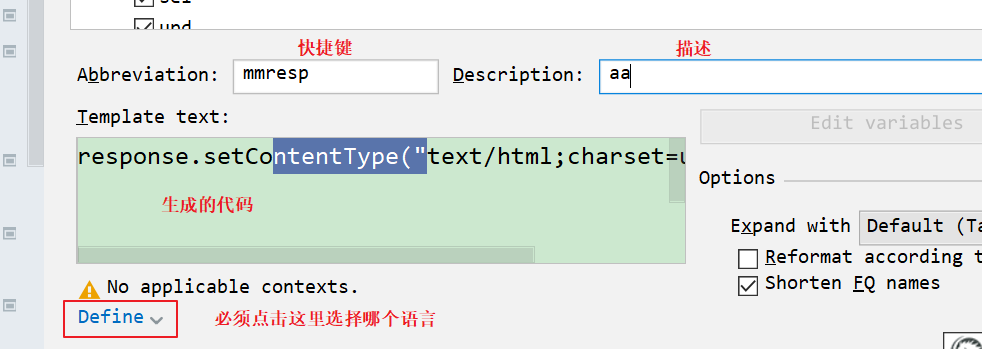 快捷键
描述
Abbreviation: mmresp Description: aa
Template text:
Edit variables
response.setContentType("text/html;charset=u
Options
生成的代码
Expand with Default (Ta
Reformat according t
No applicable contexts.
Shorten FQ names
Define
必须点击这里选择哪个语言